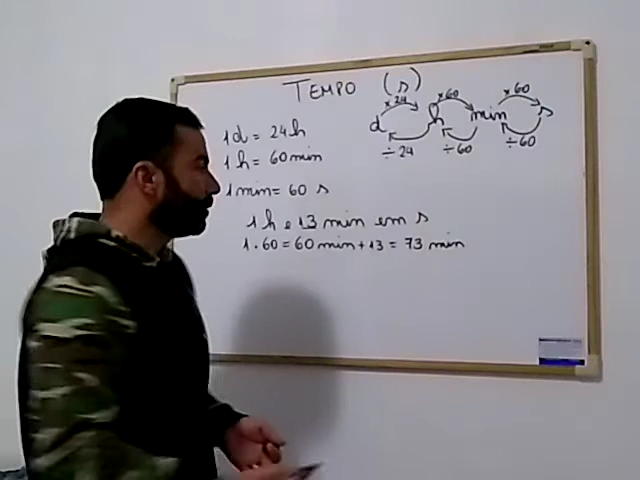 TEMPO (s)
x 24 x 60 x 60
d h min s
÷ 24 ÷ 60 ÷ 60
1 d = 24 h
1 h = 60 min
1 min = 60 s
1 h e 13 min em s
1 . 60 = 60 min + 13 = 73 min